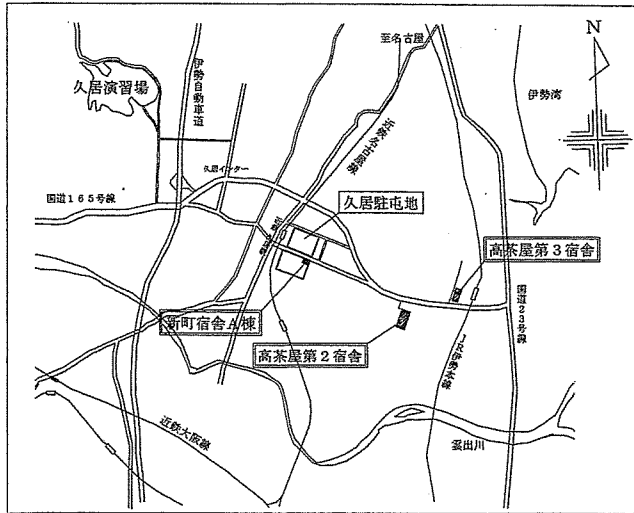 至名古屋
N
伊勢湾
久居演習場
伊勢自動車道
近鉄名古屋線
久居インター
国道165号線
久居駐屯地
高茶屋第3宿舎
新町宿舎A棟
高茶屋第2宿舎
国道23号線
JR伊勢本線
近鉄大阪線
雲出川